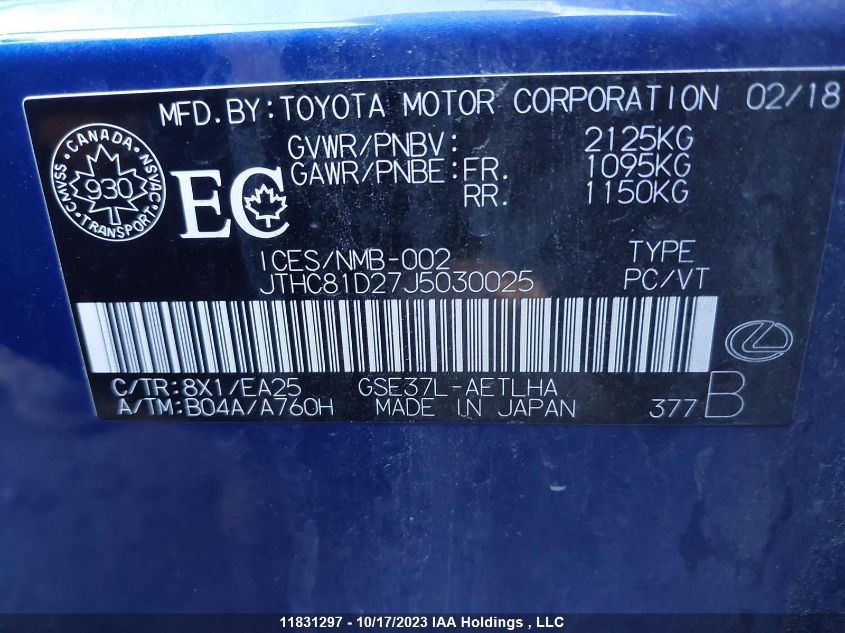 MFD.BY:TOYOTA MOTOR CORPORATION 02/18
GVWR/PNBV: 2125KG
GAWR/PNBE:FR. 1095KG
RR. 1150KG
CANADA
CMVSS NSVAC
930
TRANSPORT
EC
ICES/NMB-002 TYPE
JTHC81D27J5030025 PC/VT
C/TR:8X1/EA25 GSE37L-AETLHA
A/TM:B04A/A760H MADE IN JAPAN 377B
11831297 - 10/17/2023 IAA Holdings , LLC